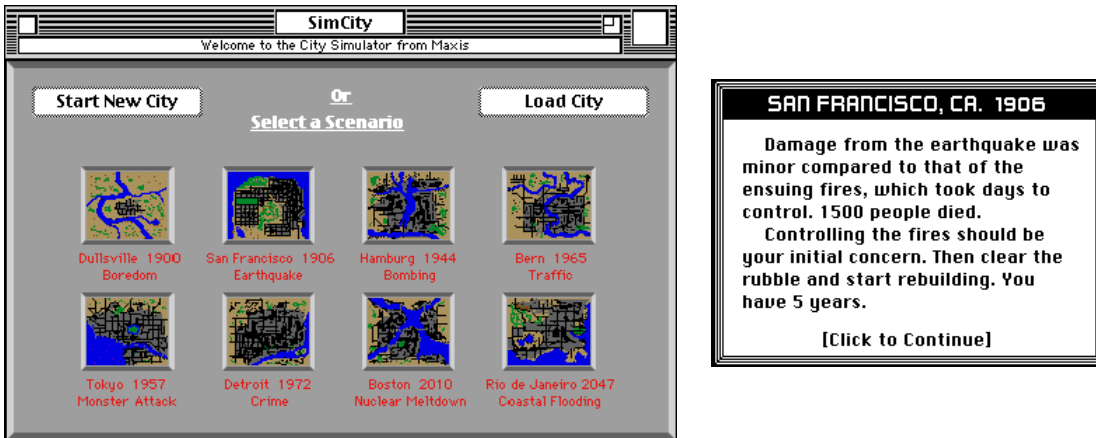 SimCity
Welcome to the City Simulator from Maxis
Start New City
Or
Select a Scenario
Load City
Dullsville 1900
Boredom
San Francisco 1906
Earthquake
Hamburg 1944
Bombing
Bern 1965
Traffic
Tokyo 1957
Monster Attack
Detroit 1972
Crime
Boston 2010
Nuclear Meltdown
Rio de Janeiro 2047
Coastal Flooding
SAN FRANCISCO, CA. 1906
Damage from the earthquake was
minor compared to that of the
ensuing fires, which took days to
control. 1500 people died.
Controlling the fires should be
your initial concern. Then clear the
rubble and start rebuilding. You
have 5 years.
[Click to Continue]